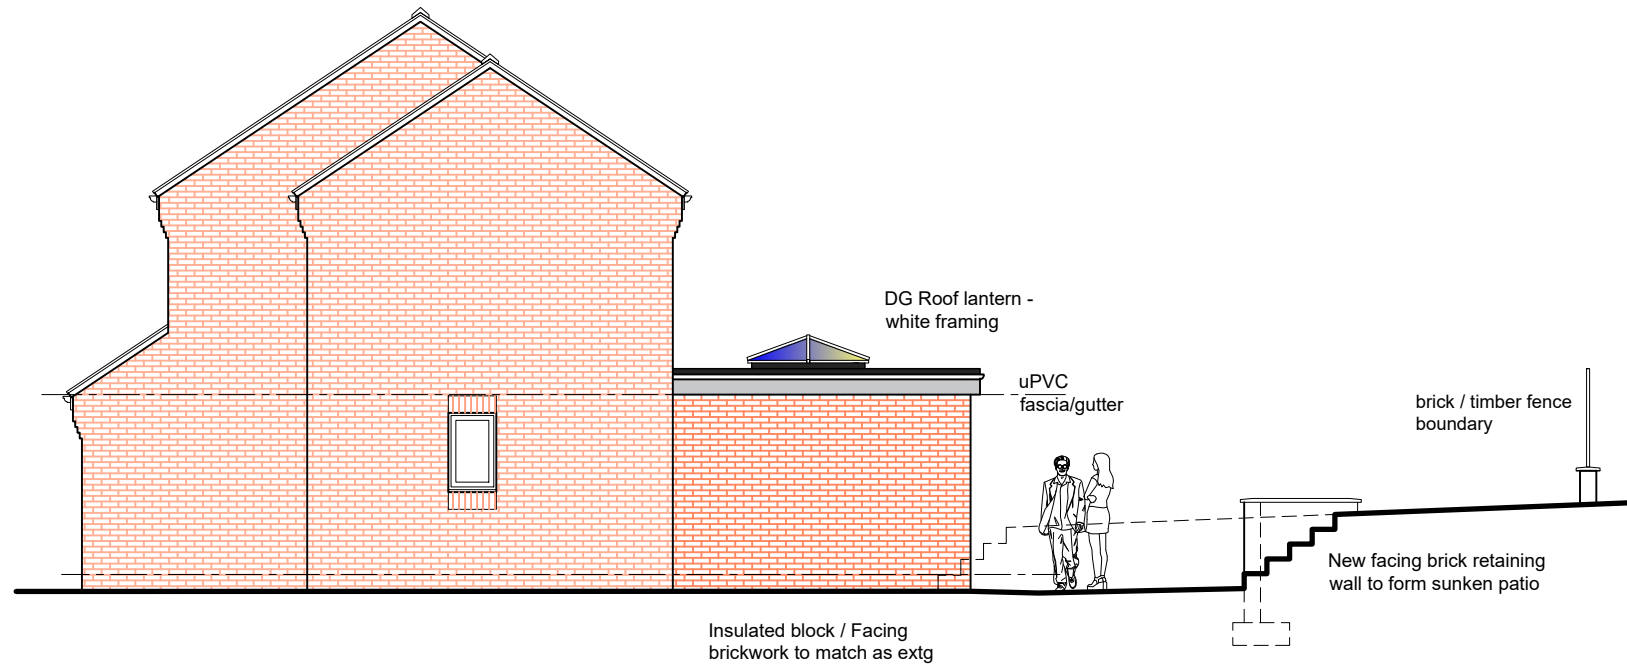 DG Roof lantern -
white framing
uPVC
fascia/gutter
brick / timber fence
boundary
New facing brick retaining
wall to form sunken patio
Insulated block / Facing
brickwork to match as extg